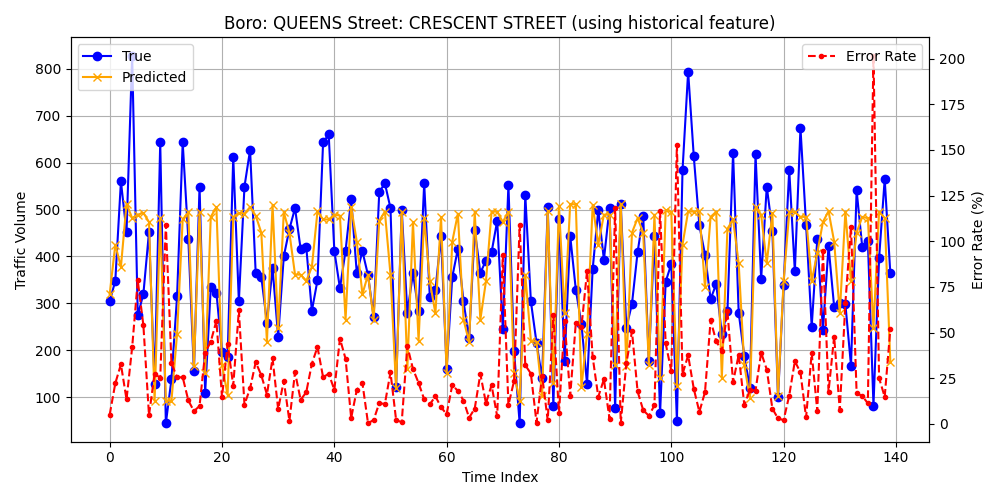 Boro: QUEENS Street: CRESCENT STREET (using historical feature)
True
Predicted
Error Rate
800
700
600
500
400
300
200
100
Traffic Volume
200
175
150
125
100
75
50
25
0
Error Rate (%)
0 20 40 60 80 100 120 140
Time Index